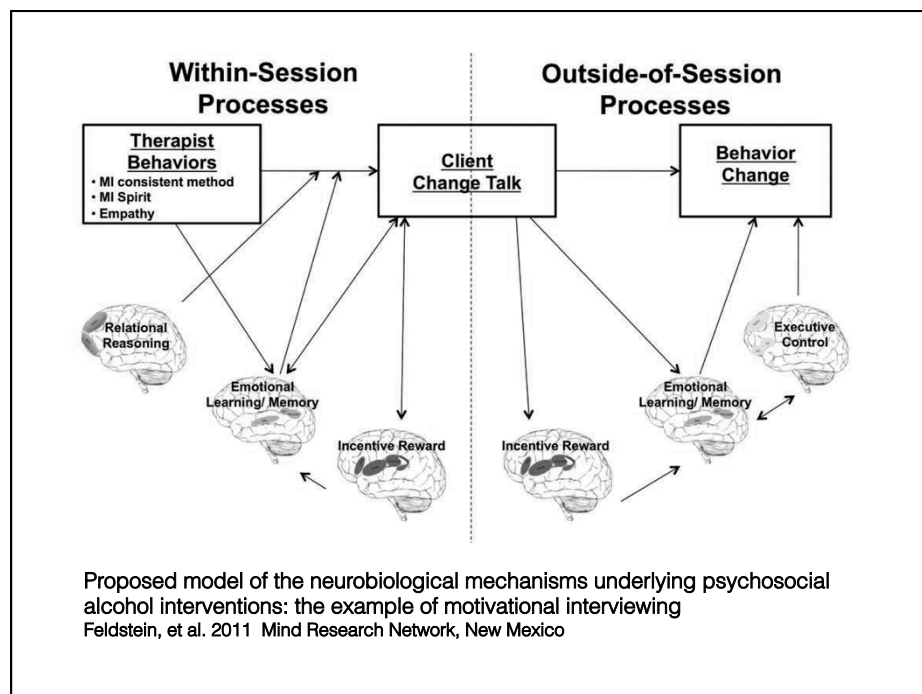 Within-Session
Processes
Outside-of-Session
Processes
Therapist
Behaviors
• MI consistent method
• MI Spirit
• Empathy
Client
Change Talk
Behavior
Change
Relational
Reasoning
Emotional
Learning/ Memory
Incentive Reward
Incentive Reward
Emotional
Learning/ Memory
Executive
Control
Proposed model of the neurobiological mechanisms underlying psychosocial
alcohol interventions: the example of motivational interviewing
Feldstein, et al. 2011 Mind Research Network, New Mexico